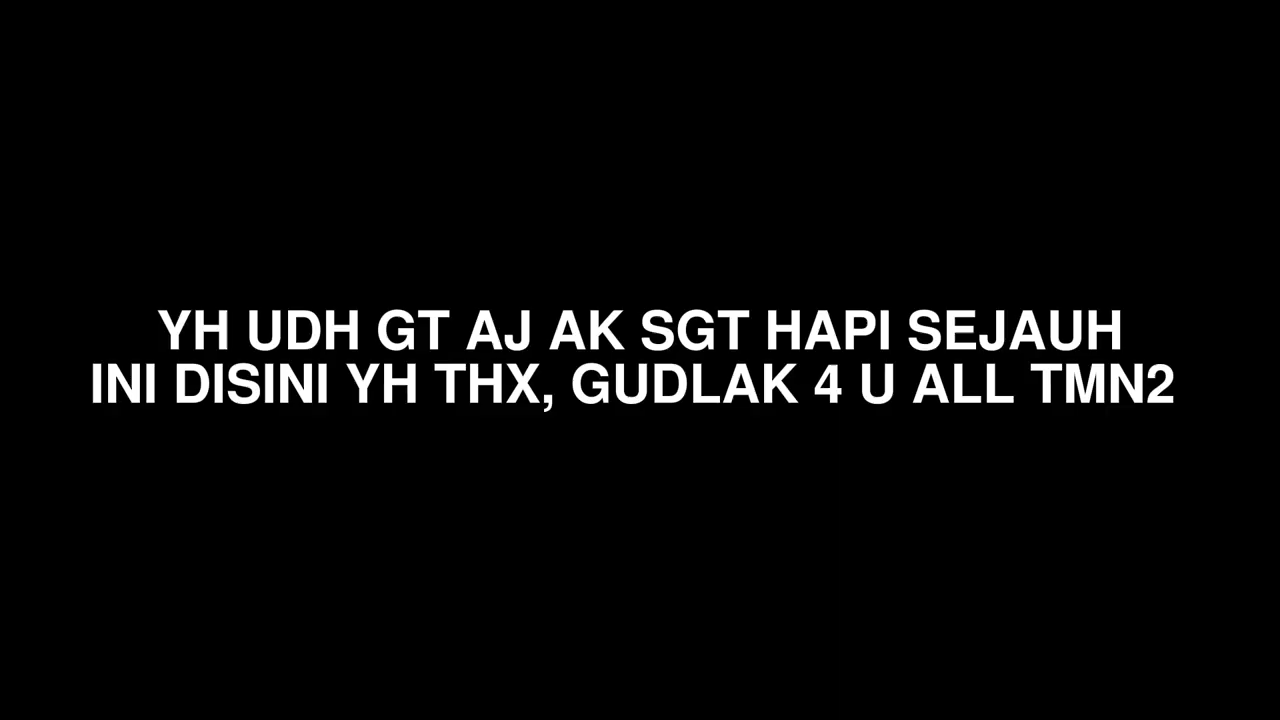 YH UDH GT AJ AK SGT HAPI SEJAUH
INI DISINI YH THX, GUDLAK 4 U ALL TMN2